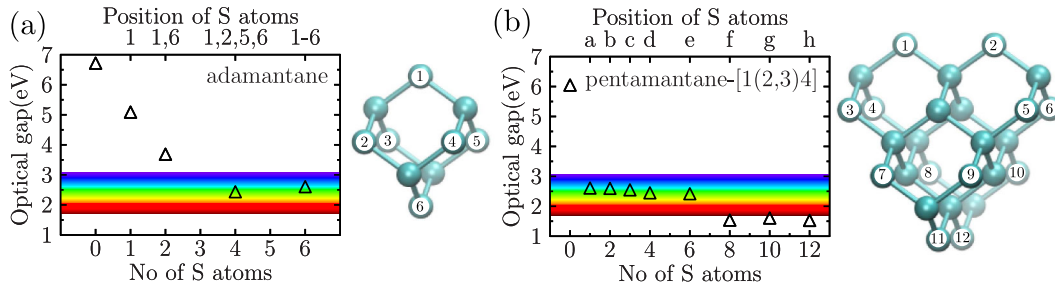 (a)
Position of S atoms
1 1,6 1,2,5,6 1-6
adamantane
Optical gap(eV)
7
6
5
4
3
2
1
0 1 2 3 4 5 6
No of S atoms
1
2 3 4 5
6
(b)
Position of S atoms
a b c d e f g h
pentamantane-[1(2,3)4]
Optical gap(eV)
7
6
5
4
3
2
1
0 2 4 6 8 10 12
No of S atoms
1 2
3 4 5 6
7 8 9 10
11 12